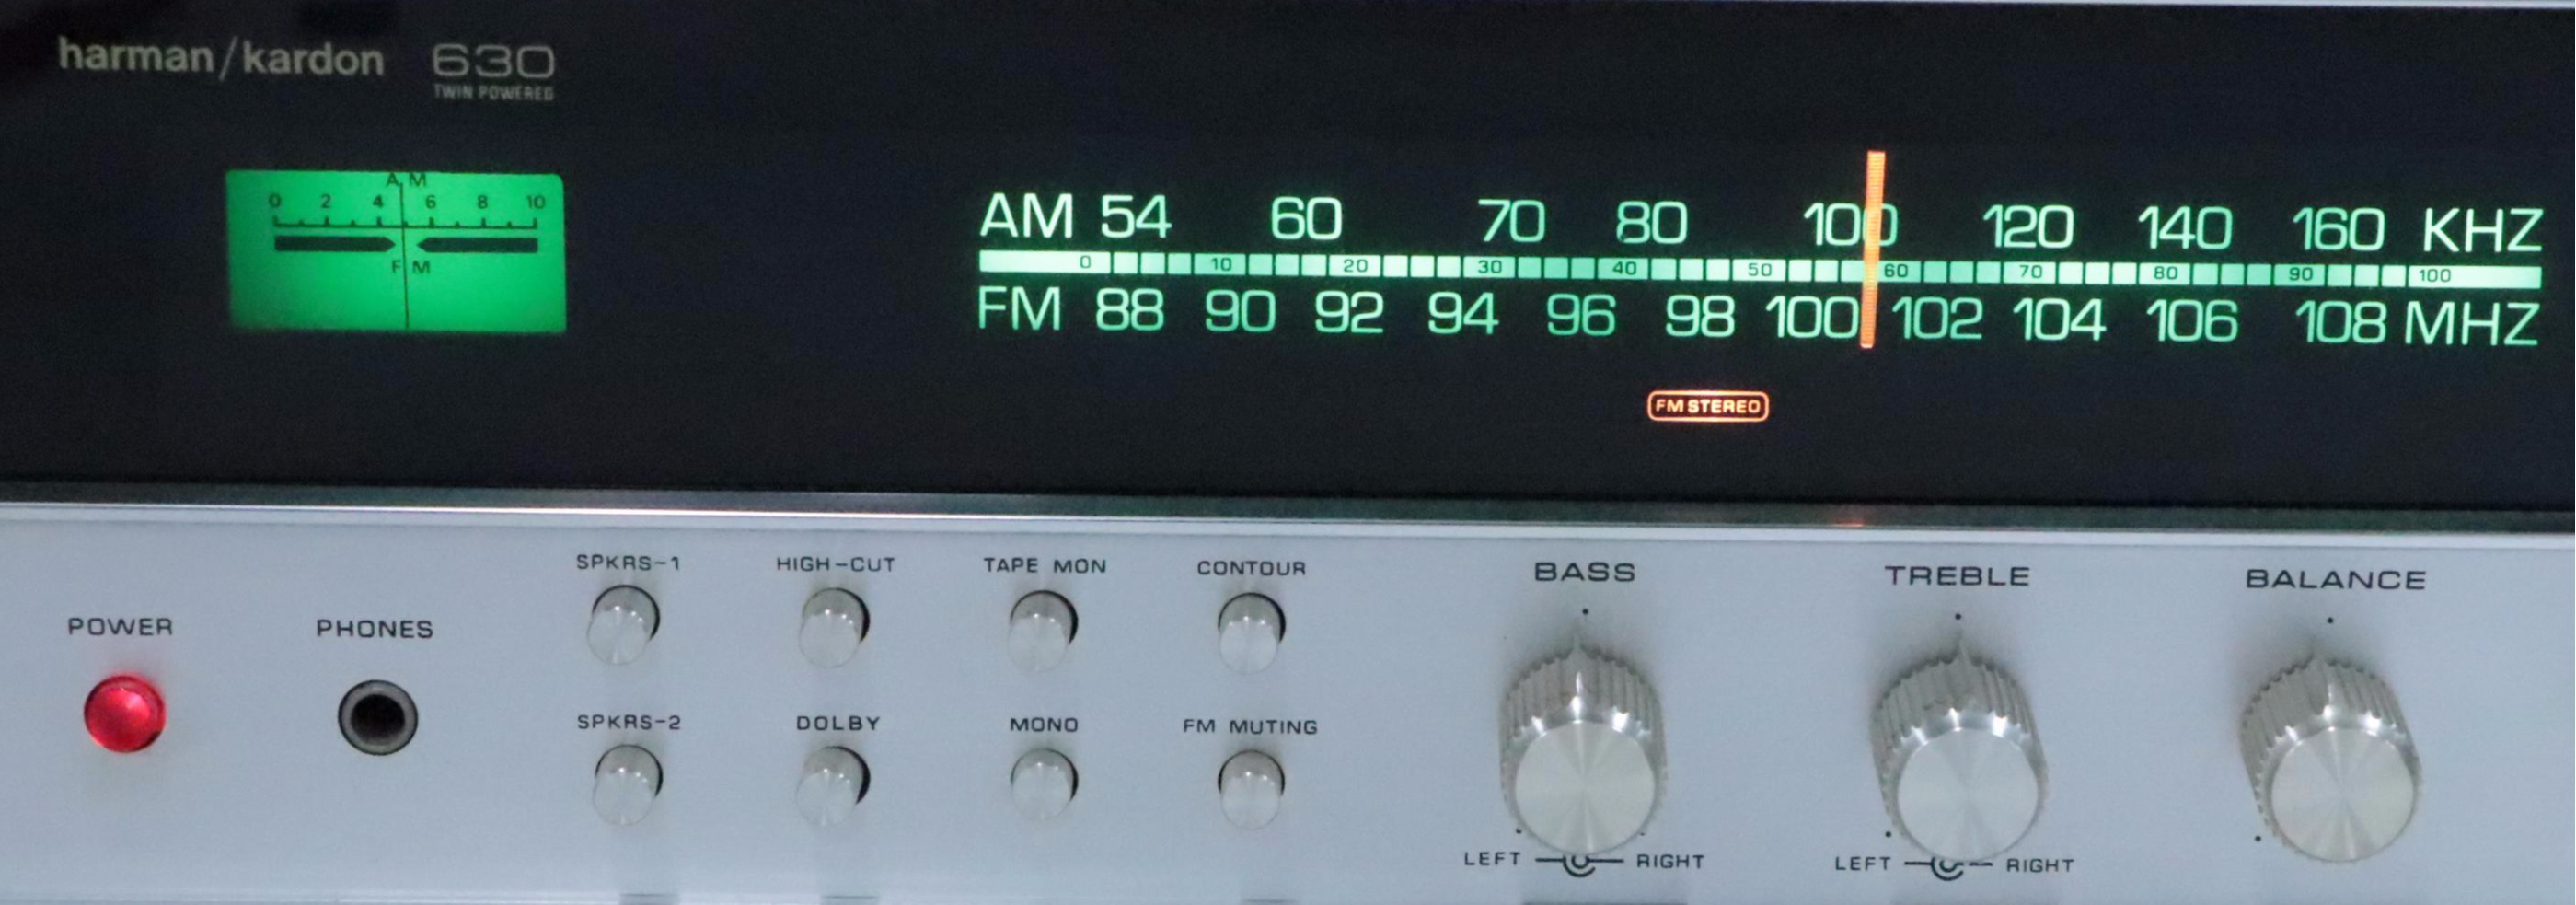 harman/kardon 630
TWIN POWERED
AM
0 2 4 6 8 10
FM
AM 54 60 70 80 100 120 140 160 KHZ
0 10 20 30 40 50 60 70 80 90 100
FM 88 90 92 94 96 98 100 102 104 106 108 MHZ
FM STEREO
POWER
PHONES
SPKRS-1 HIGH-CUT TAPE MON CONTOUR
SPKRS-2 DOLBY MONO FM MUTING
BASS TREBLE BALANCE
LEFT RIGHT LEFT RIGHT